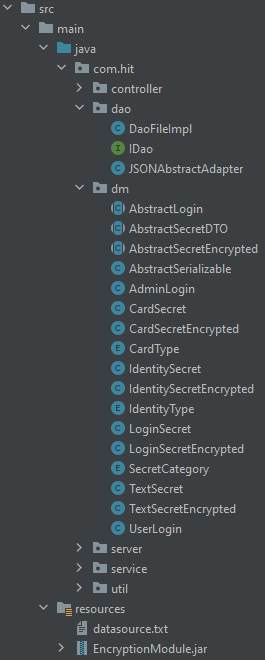 src
main
java
com.hit
controller
dao
DaoFileImpl
IDao
JSONAbstractAdapter
dm
AbstractLogin
AbstractSecretDTO
AbstractSecretEncrypted
AbstractSerializable
AdminLogin
CardSecret
CardSecretEncrypted
CardType
IdentitySecret
IdentitySecretEncrypted
IdentityType
LoginSecret
LoginSecretEncrypted
SecretCategory
TextSecret
TextSecretEncrypted
UserLogin
server
service
util
resources
datasource.txt
EncryptionModule.jar